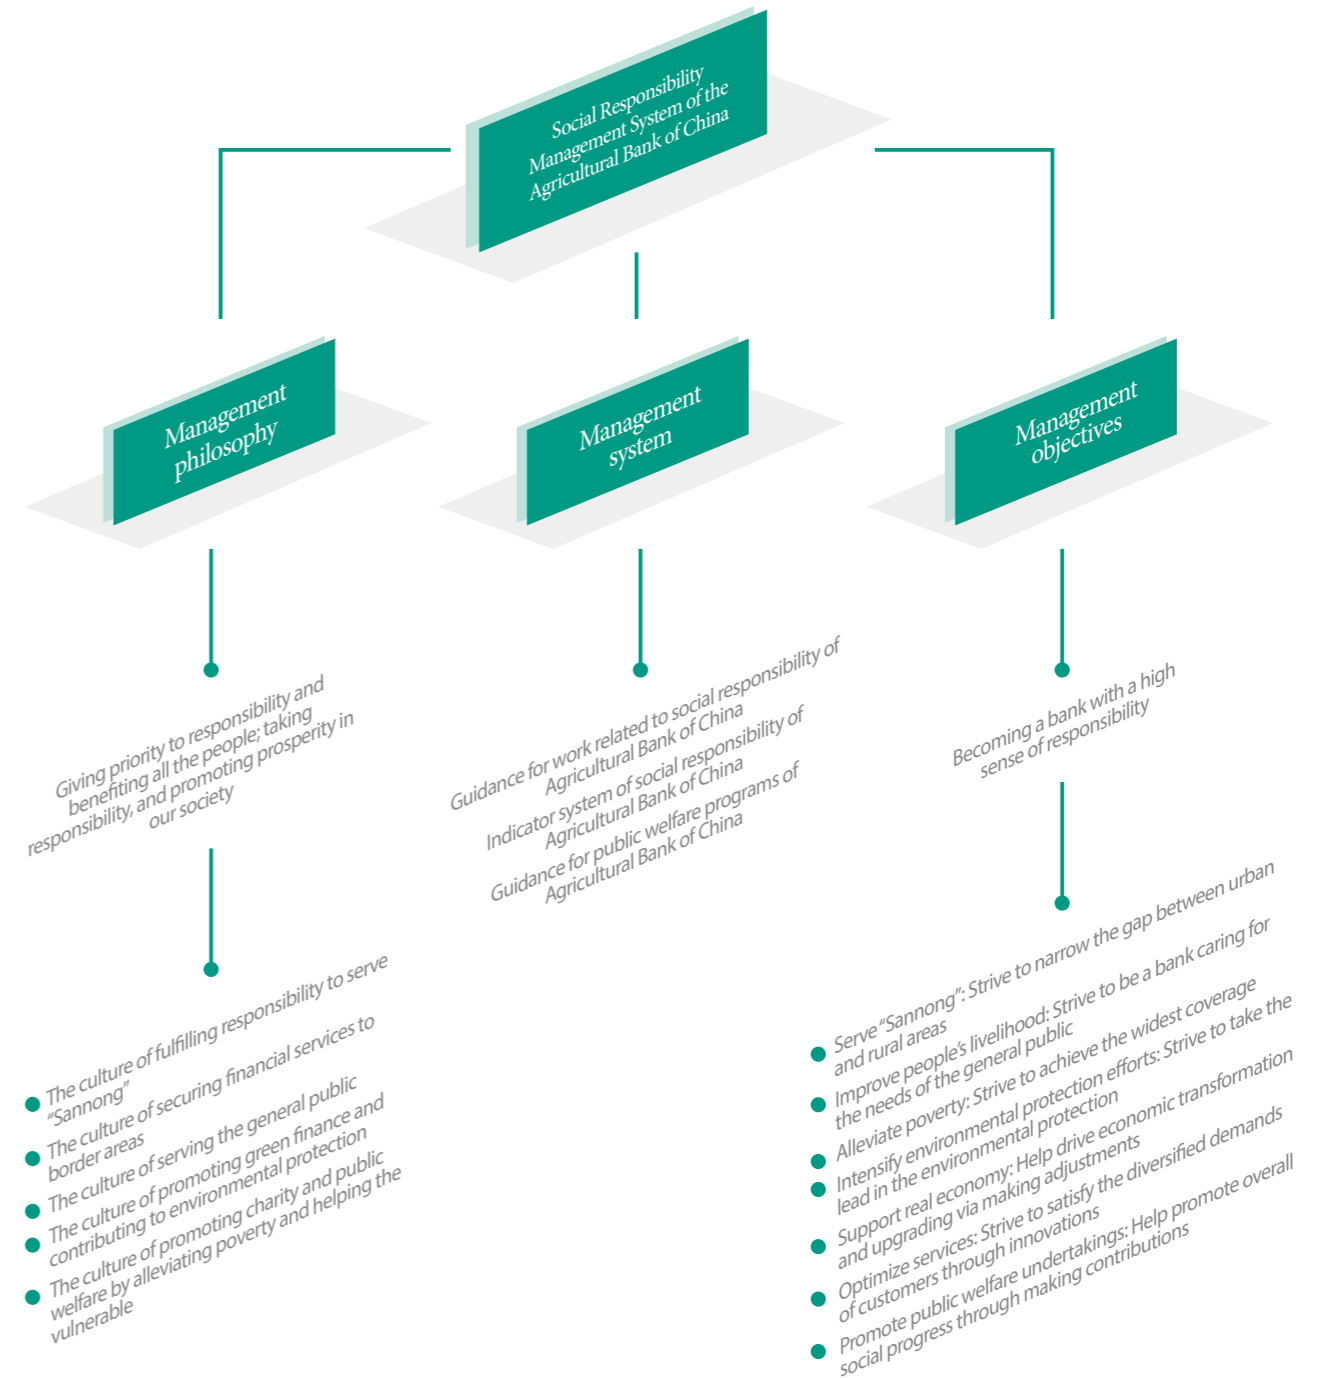 Social Responsibility
Management System of the
Agricultural Bank of China
Management
philosophy
Management
system
Management
objectives
Giving priority to responsibility and
benefiting all the people; taking
responsibility, and promoting prosperity in
our society
The culture of fulfilling responsibility to serve
“Sannong”
The culture of securing financial services to
border areas
The culture of serving the general public
The culture of promoting green finance and
contributing to environmental protection
The culture of promoting charity and public
welfare by alleviating poverty and helping the
vulnerable
Guidance for work related to social responsibility of
Agricultural Bank of China
Indicator system of social responsibility of
Agricultural Bank of China
Guidance for public welfare programs of
Agricultural Bank of China
Becoming a bank with a high
sense of responsibility
Serve “Sannong”: Strive to narrow the gap between urban
and rural areas
Improve people’s livelihood: Strive to be a bank caring for
the needs of the general public
Alleviate poverty: Strive to achieve the widest coverage
Intensify environmental protection efforts: Strive to take the
lead in the environmental protection
Support real economy: Help drive economic transformation
and upgrading via making adjustments
Optimize services: Strive to satisfy the diversified demands
of customers through innovations
Promote public welfare undertakings: Help promote overall
social progress through making contributions